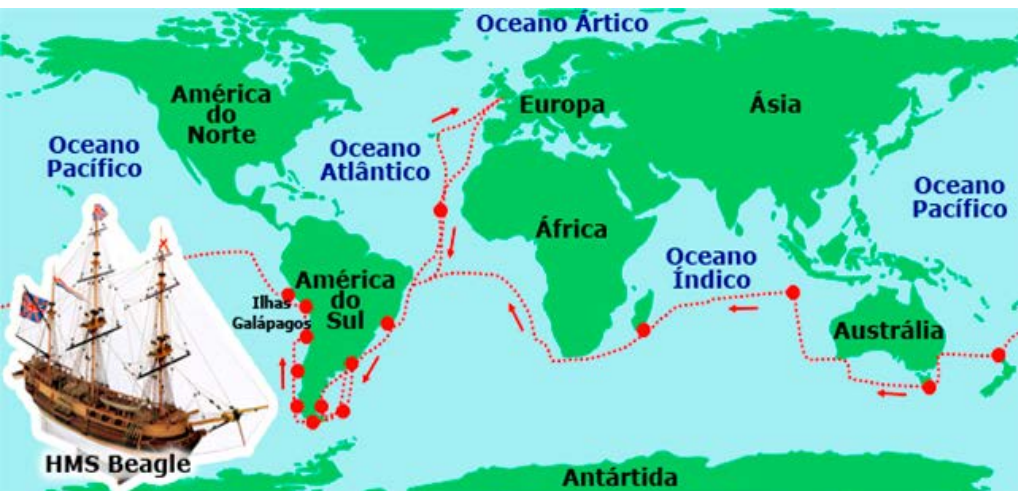 Oceano Ártico
América
do
Norte
Europa
Ásia
Oceano
Pacífico
Oceano
Atlântico
Oceano
Pacífico
África
Oceano
Índico
América
do
Sul
Ilhas
Galápagos
Austrália
HMS Beagle
Antártida